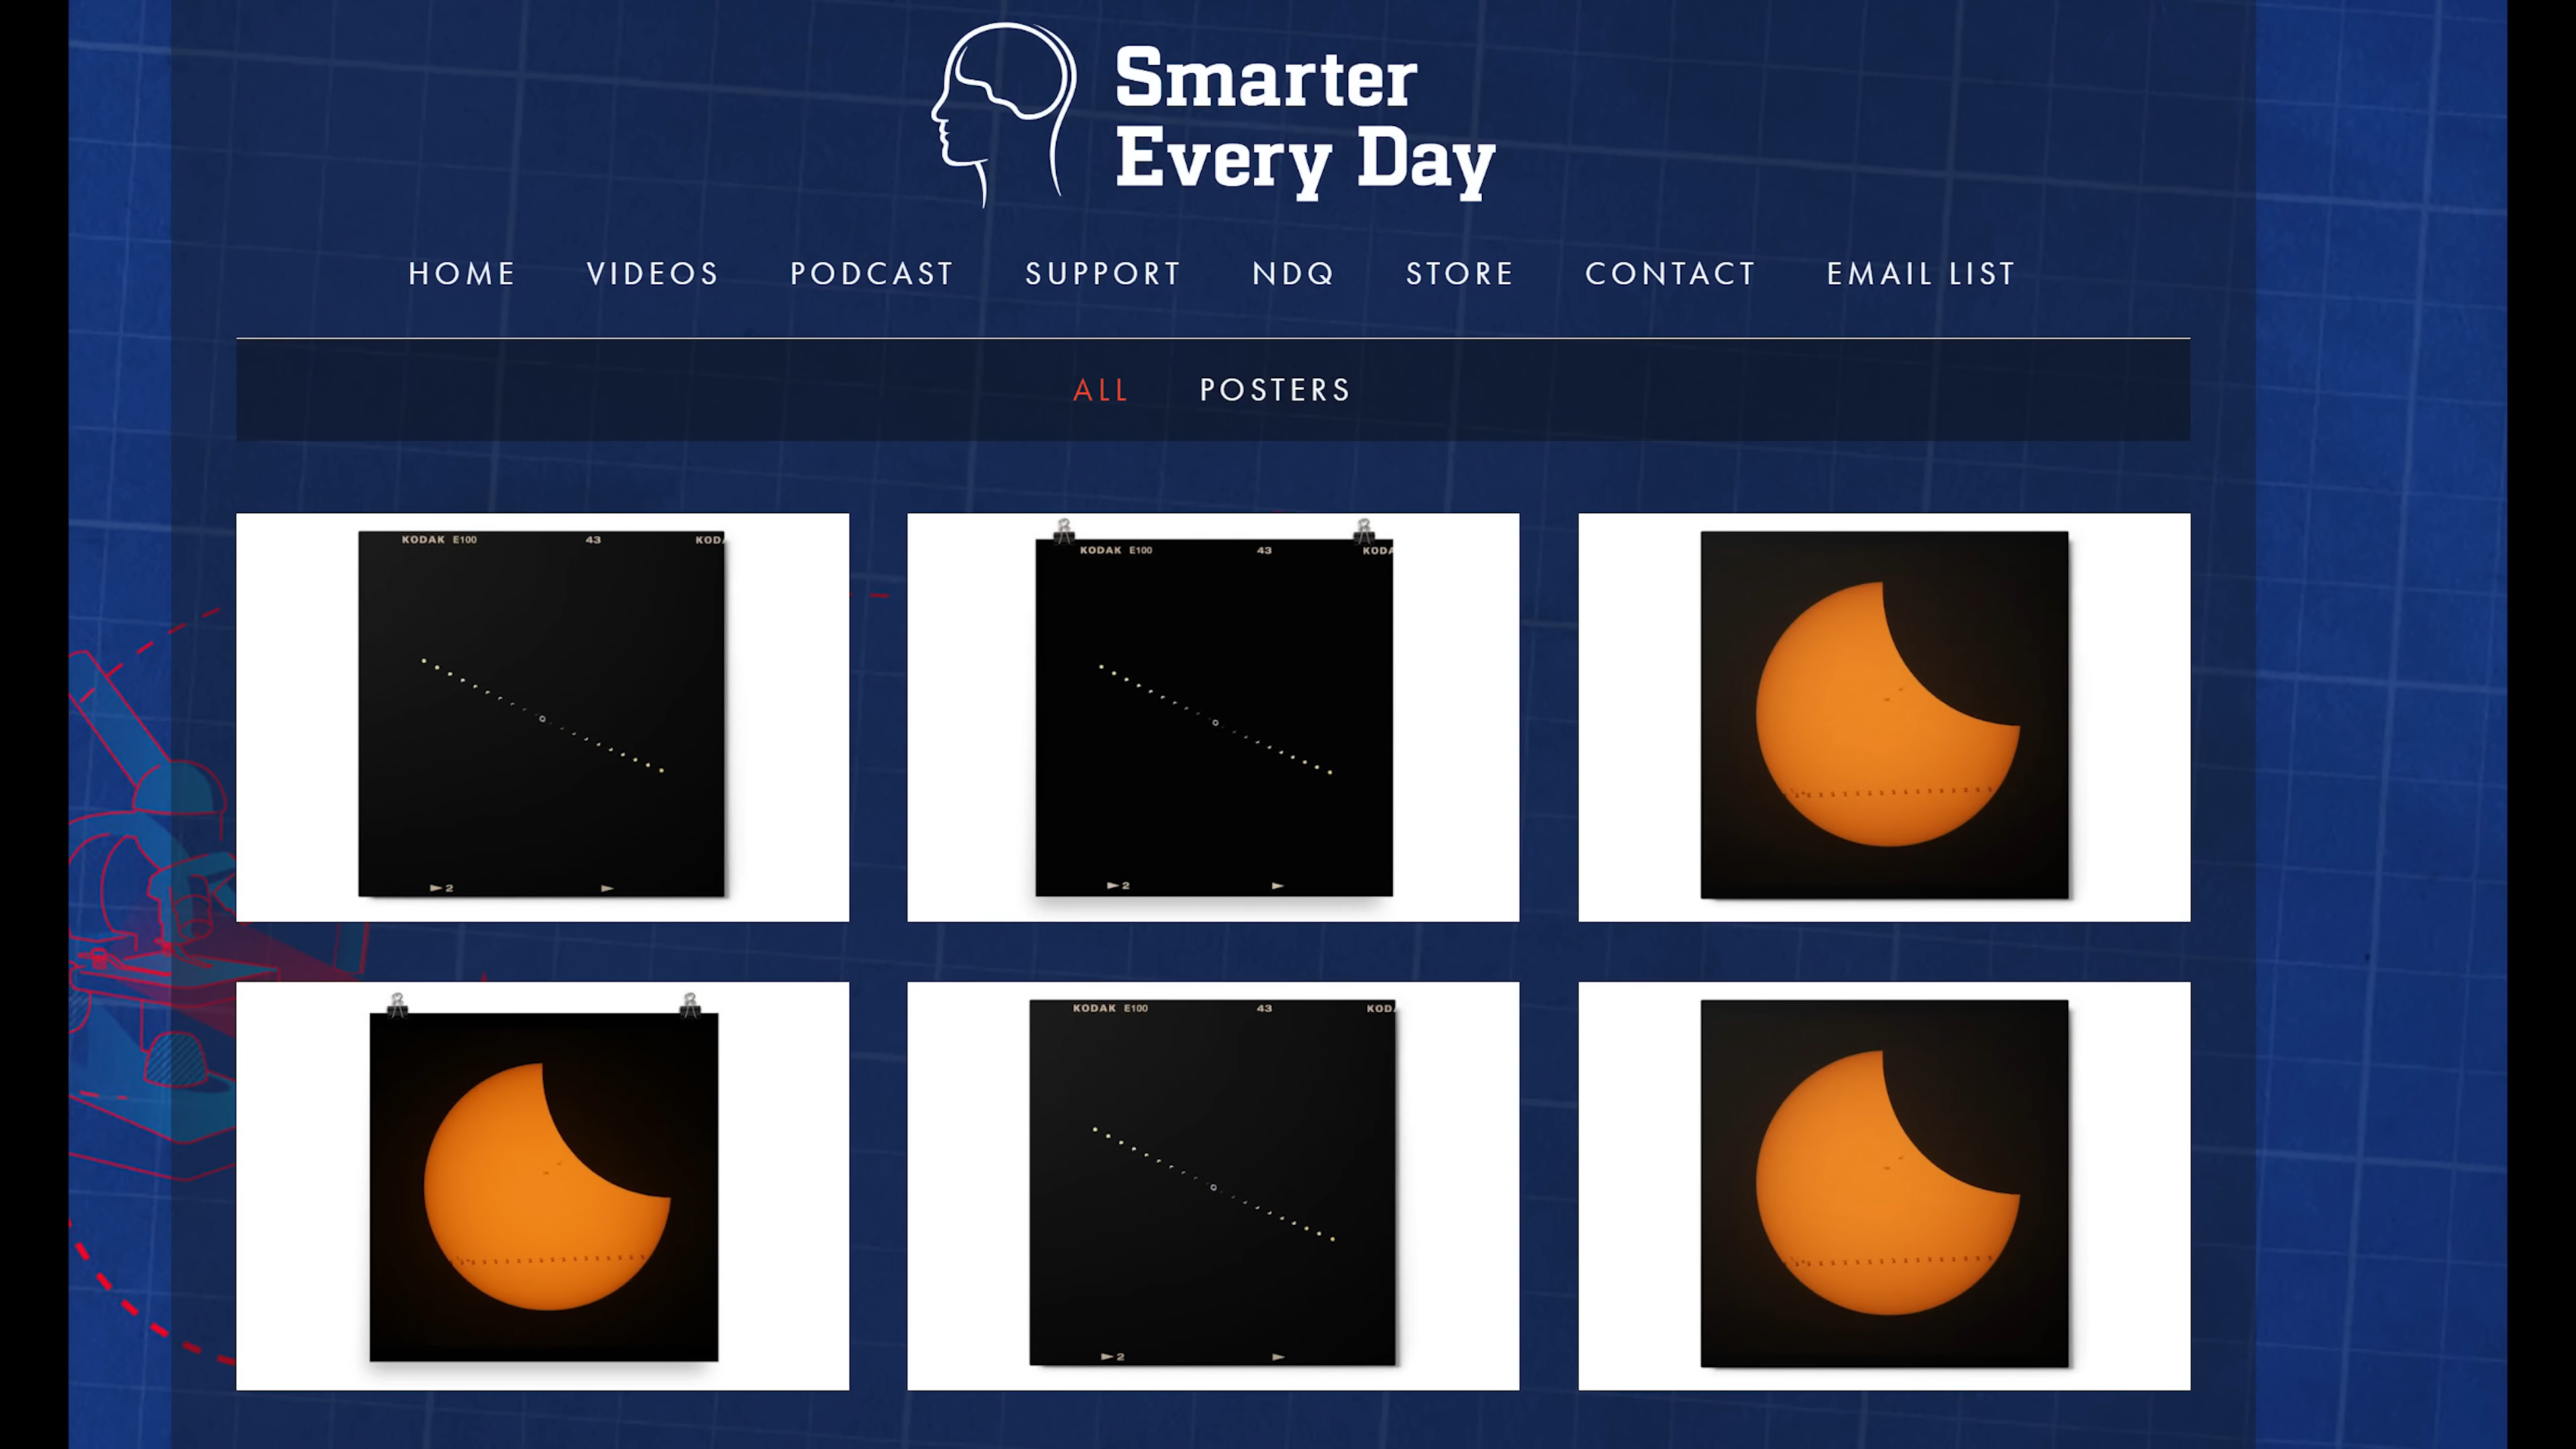 Smarter
Every Day
HOME VIDEOS PODCAST SUPPORT NDQ STORE CONTACT EMAIL LIST
ALL POSTERS
KODAK E100 43 KODA
2
KODAK E100 43 KODA
2
KODAK E100 43 KODA
2